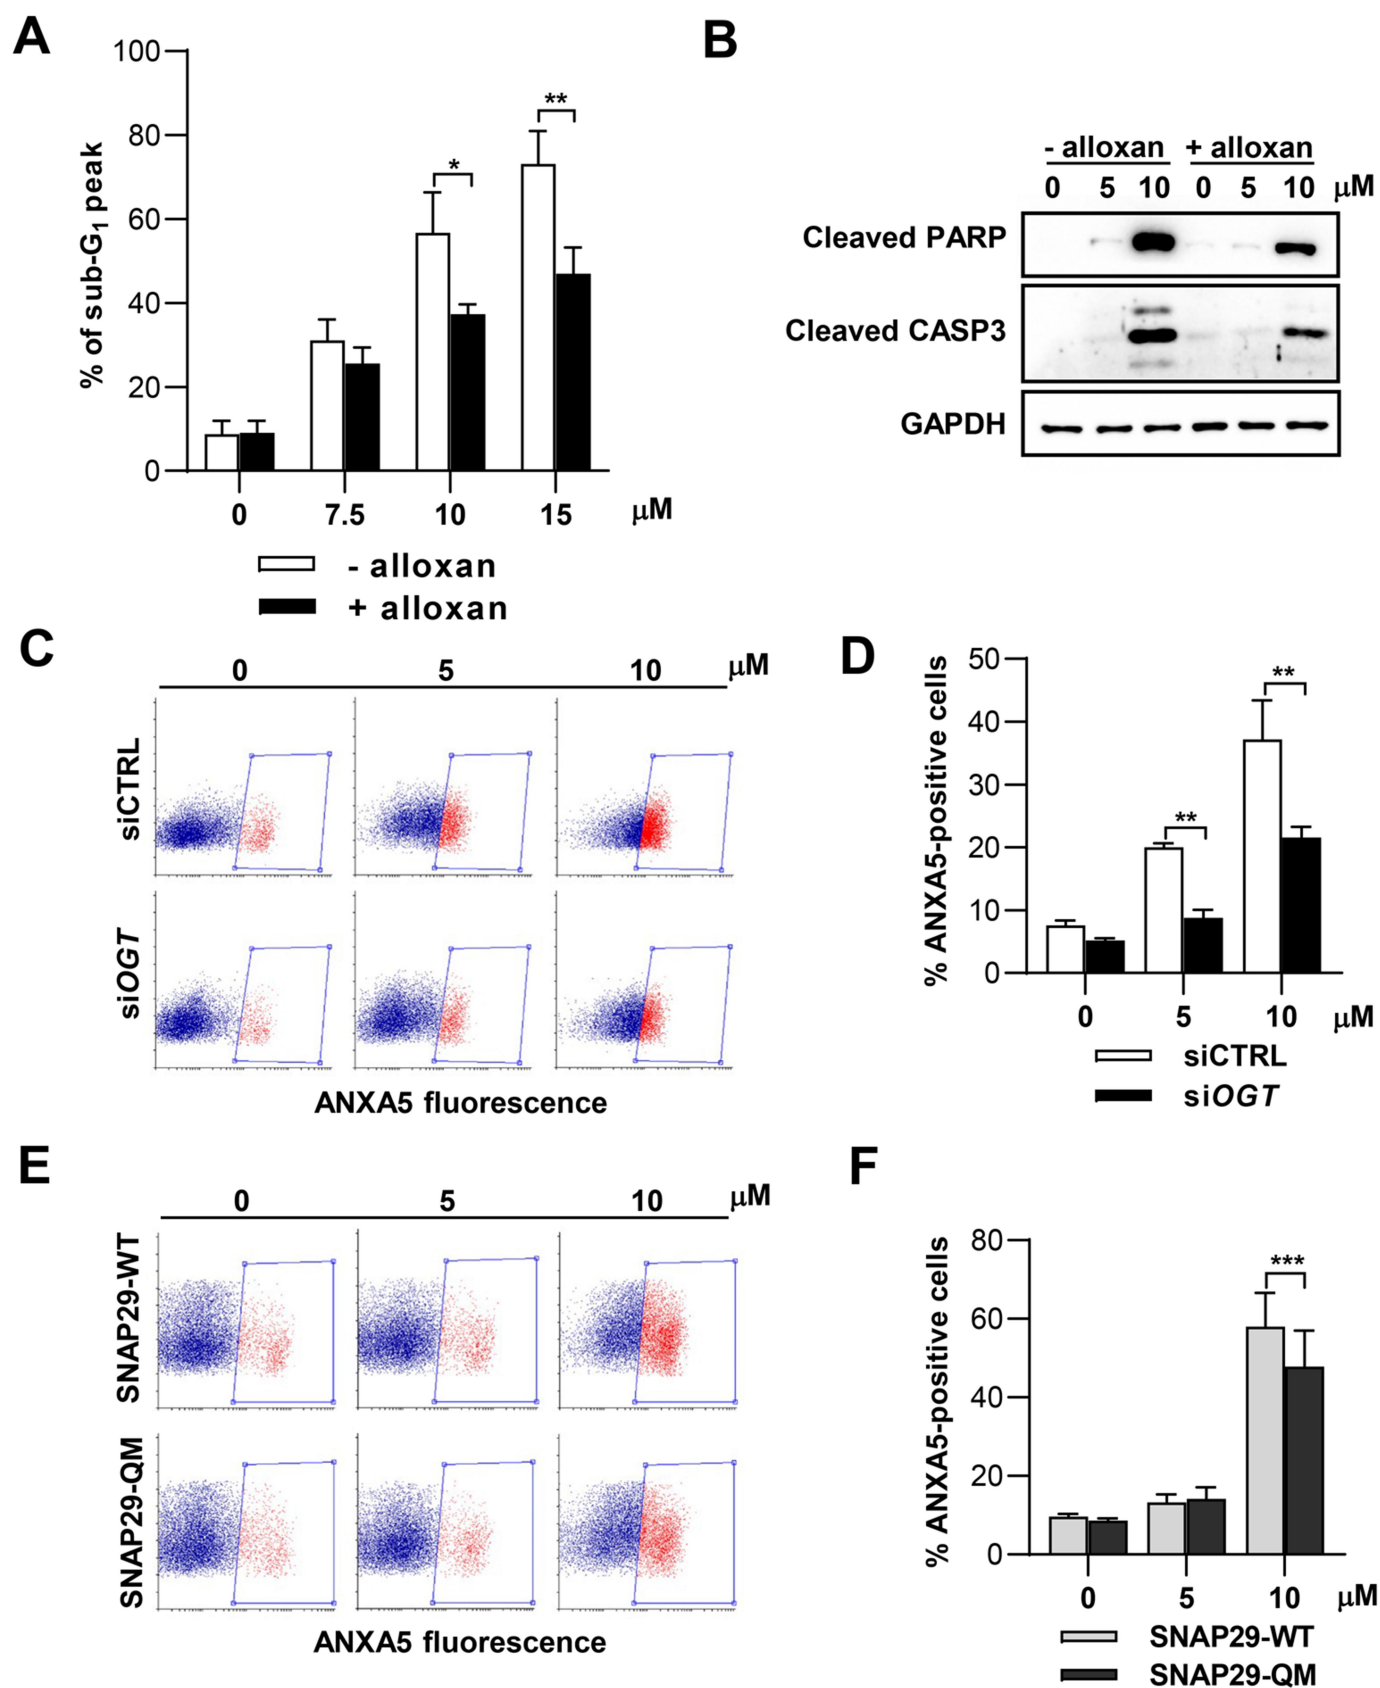 A
% of sub-G1 peak
100
80
60
40
20
0
*
**
0 7.5 10 15 μM
- alloxan
+ alloxan
B
- alloxan + alloxan
0 5 10 0 5 10 μM
Cleaved PARP
Cleaved CASP3
GAPDH
C
0 5 10 μM
siCTRL
siOGT
ANXA5 fluorescence
D
% ANXA5-positive cells
50
40
30
20
10
0
**
**
0 5 10 μM
siCTRL
siOGT
E
0 5 10 μM
SNAP29-WT
SNAP29-QM
ANXA5 fluorescence
F
% ANXA5-positive cells
80
60
40
20
0
***
0 5 10 μM
SNAP29-WT
SNAP29-QM